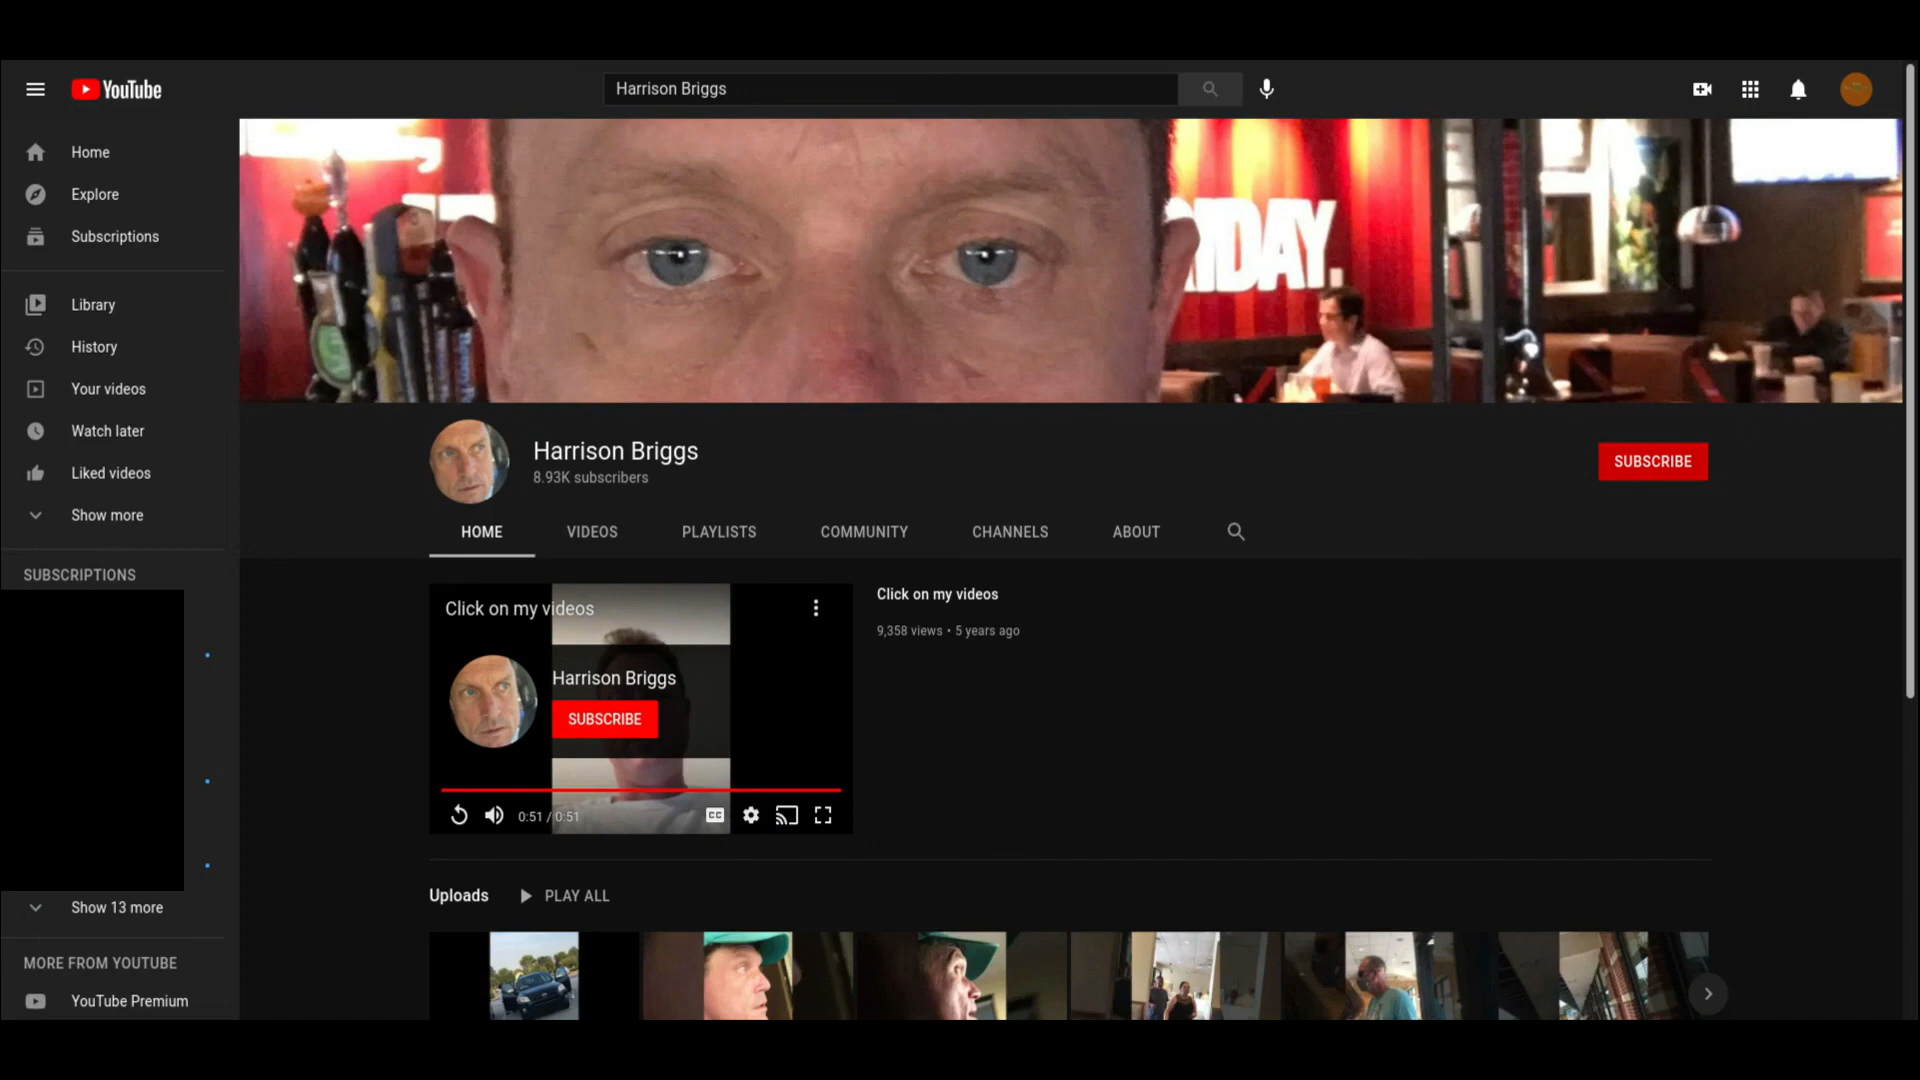 YouTube
Harrison Briggs
Home
Explore
Subscriptions
Library
History
Your videos
Watch later
Liked videos
Show more
SUBSCRIPTIONS
Show 13 more
MORE FROM YOUTUBE
YouTube Premium
IDAY.
Harrison Briggs
8.93K subscribers
SUBSCRIBE
HOME VIDEOS PLAYLISTS COMMUNITY CHANNELS ABOUT
Click on my videos
Harrison Briggs
SUBSCRIBE
0:51 / 0:51
CC
Click on my videos
9,358 views • 5 years ago
Uploads PLAY ALL